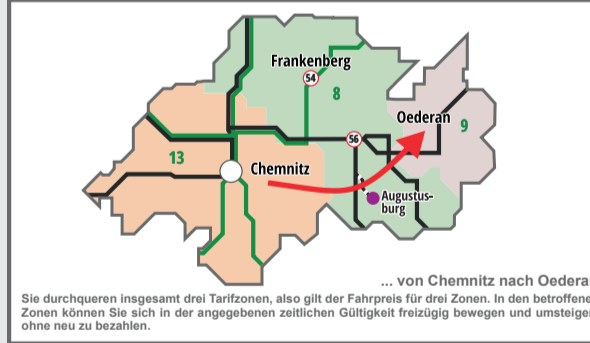 Frankenberg
54
8
Oederan
9
56
13
Chemnitz
Augustus-
burg
... von Chemnitz nach Oedera
Sie durchqueren insgesamt drei Tarifzonen, also gilt der Fahrpreis für drei Zonen. In den betroffene
Zonen können Sie sich in der angegebenen zeitlichen Gültigkeit freizügig bewegen und umsteige
ohne neu zu bezahlen.